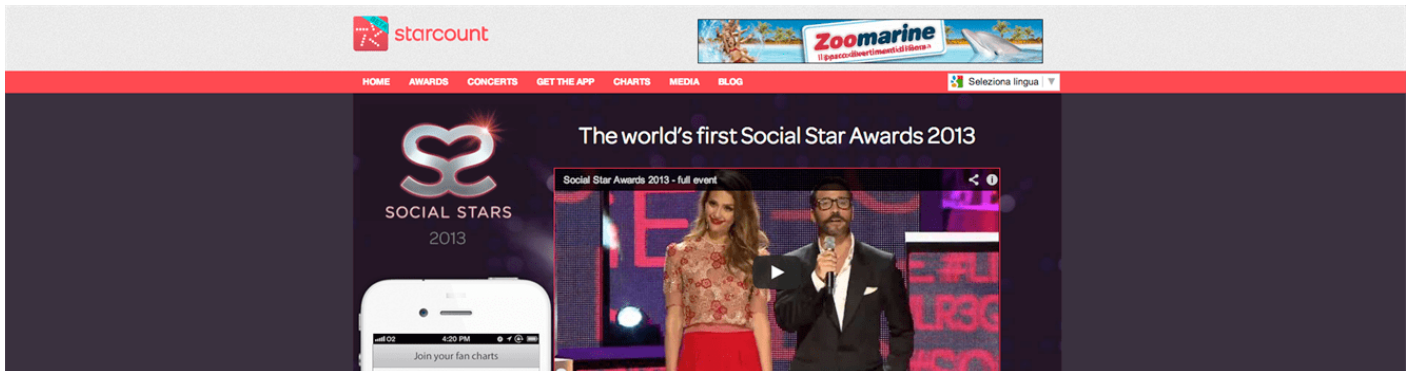 starcount
Zoomarine
HOME AWARDS CONCERTS GET THE APP CHARTS MEDIA BLOG
Seleziona lingua
The world's first Social Star Awards 2013
Social Star Awards 2013 - full event
SOCIAL STARS
2013
O2 4:20 PM
Join your fan charts